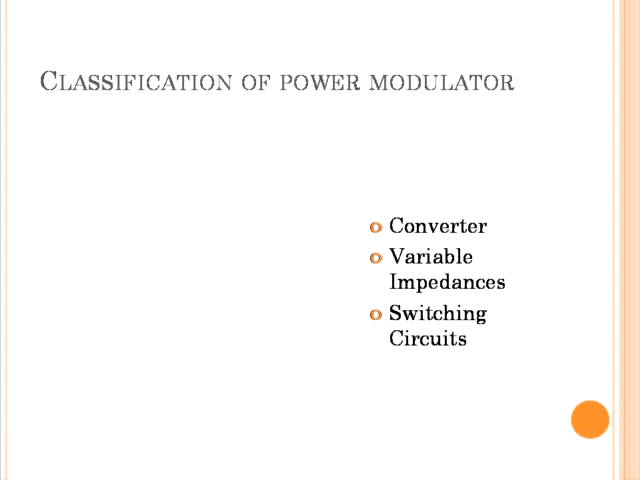 CLASSIFICATION OF POWER MODULATOR
Converter
Variable
Impedances
Switching
Circuits